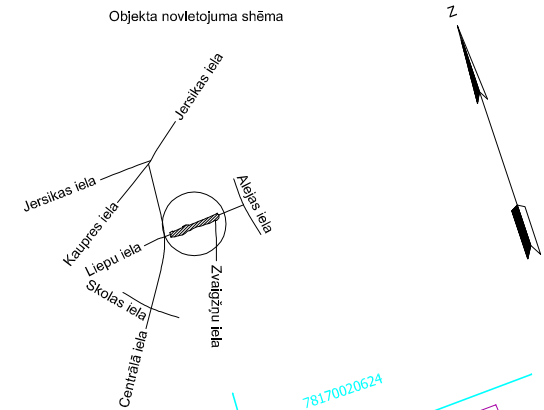 Objekta novietojuma shēma
Z
Jersikas iela
Jersikas iela
Alejas iela
Kaupres iela
Liepu iela
Skolas iela
Zvaigžņu iela
Centrālā iela
78170020624